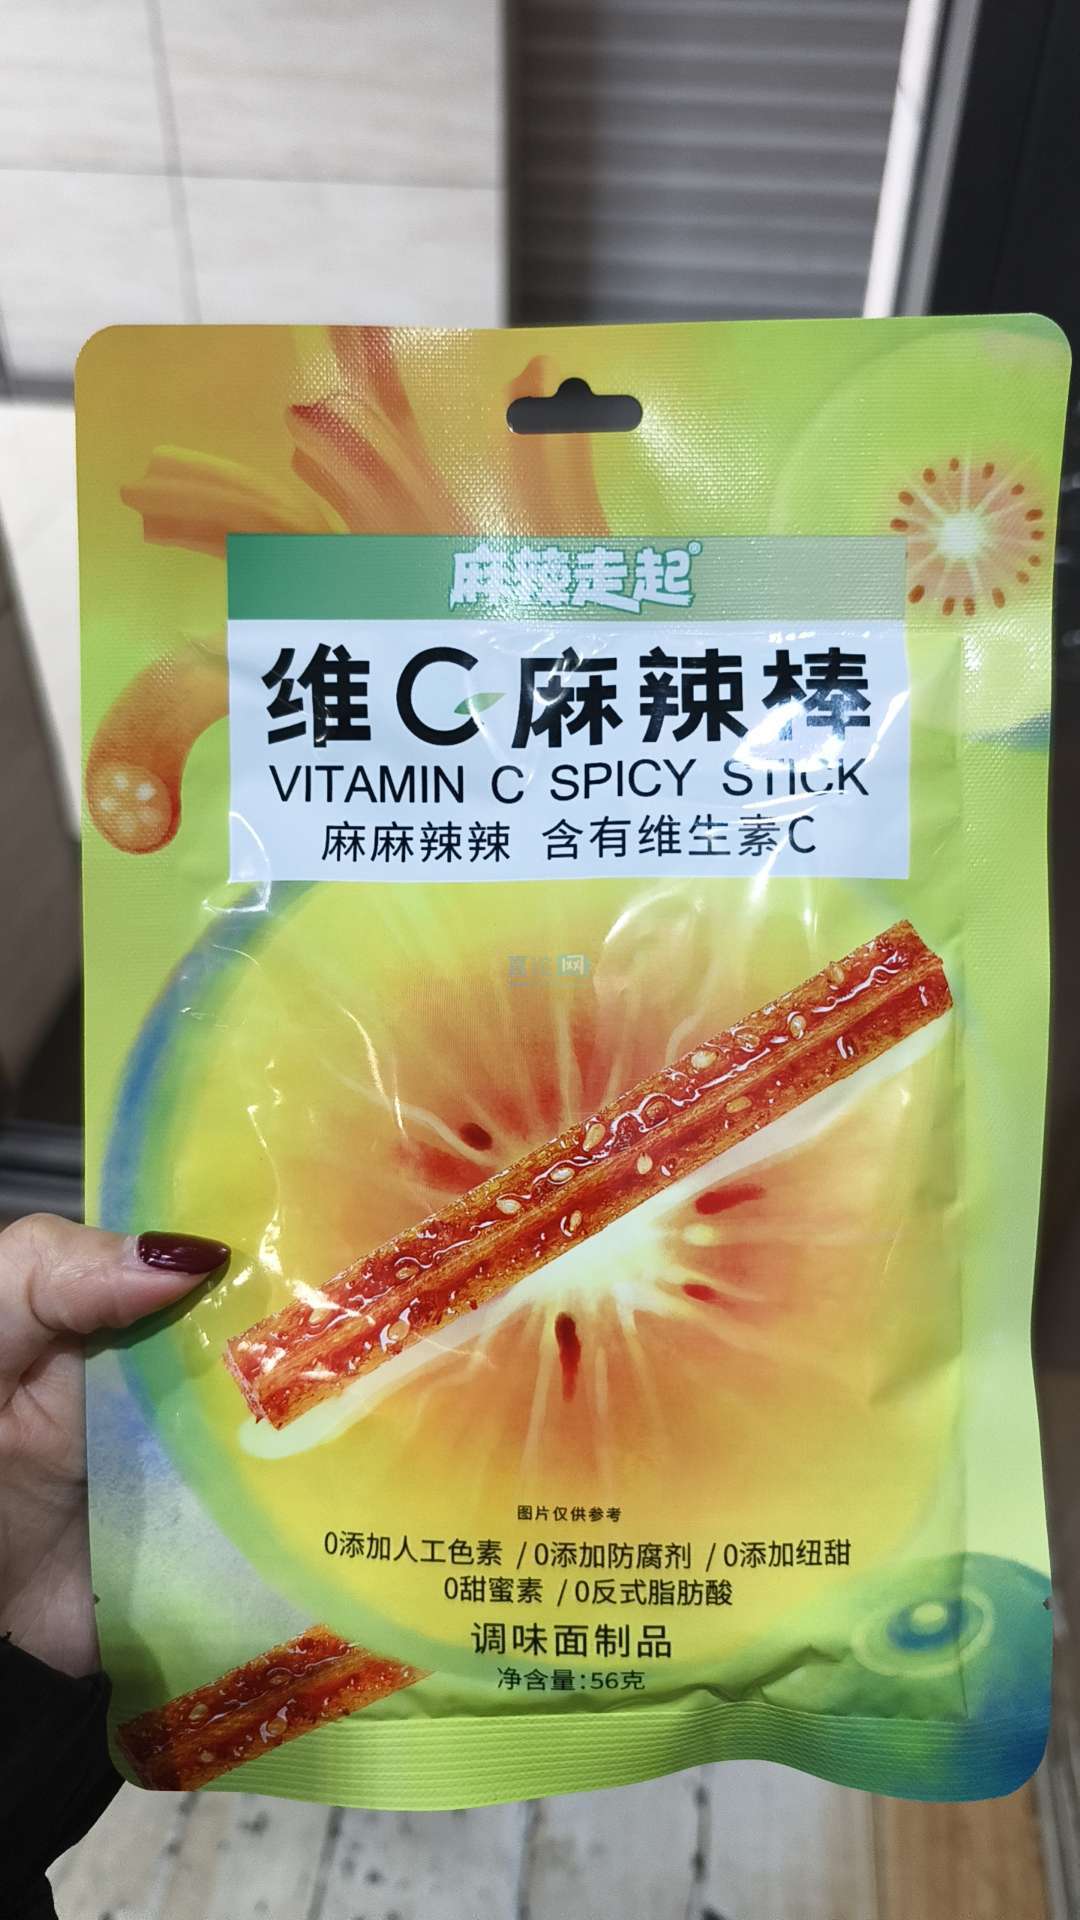 麻辣走起®
维C麻辣棒
VITAMIN C SPICY STICK
麻麻辣辣 含有维生素C
图片仅供参考
0添加人工色素 / 0添加防腐剂 / 0添加纽甜
0甜蜜素 / 0反式脂肪酸
调味面制品
净含量:56克